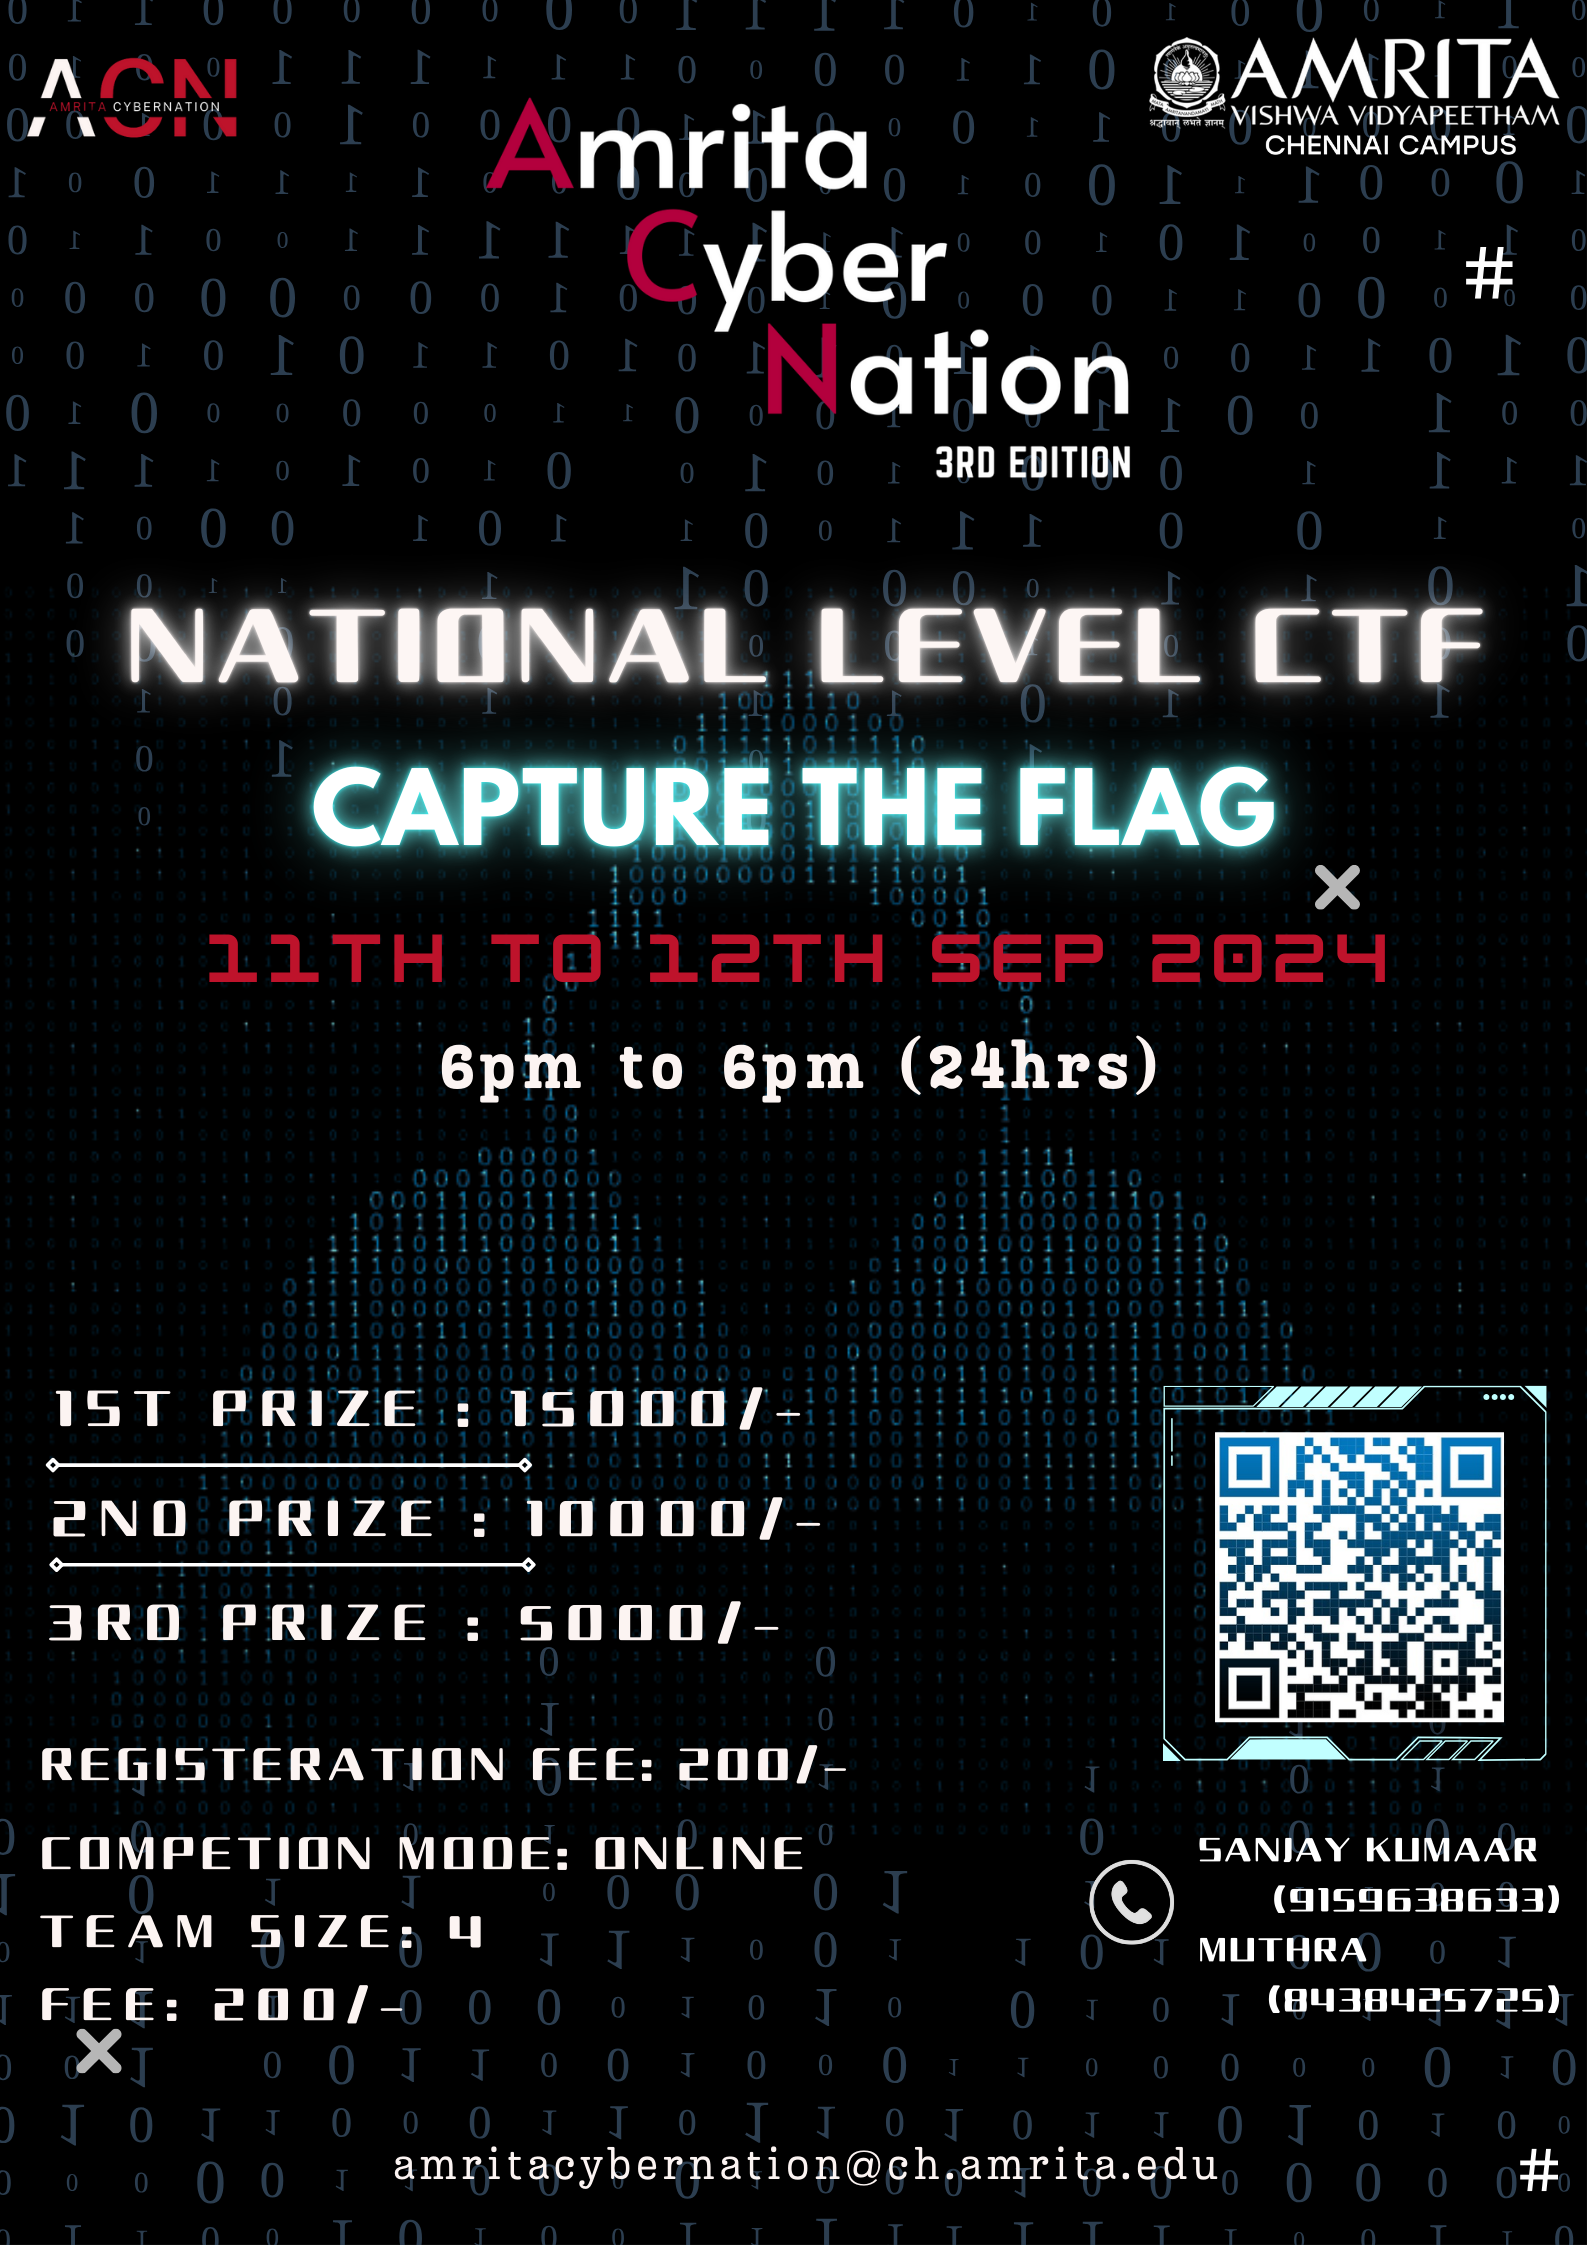 ACN
AMRITA CYBERNATION
AMRITA
VISHWA VIDYAPEETHAM
CHENNAI CAMPUS
श्रद्धावान् लभते ज्ञानम्
Amrita
Cyber
Nation
3RD EDITION
#
NATIONAL LEVEL CTF
CAPTURE THE FLAG
11TH TO 12TH SEP 2024
6pm to 6pm (24hrs)
1ST PRIZE : 15000/-
2ND PRIZE : 10000/-
3RD PRIZE : 5000/-
REGISTERATION FEE: 200/-
COMPETION MODE: ONLINE
TEAM SIZE: 4
FEE: 200/-
SANJAY KUMAAR
(9159638633)
MUTHRA
(8438425725)
amritacybernation@ch.amrita.edu
#